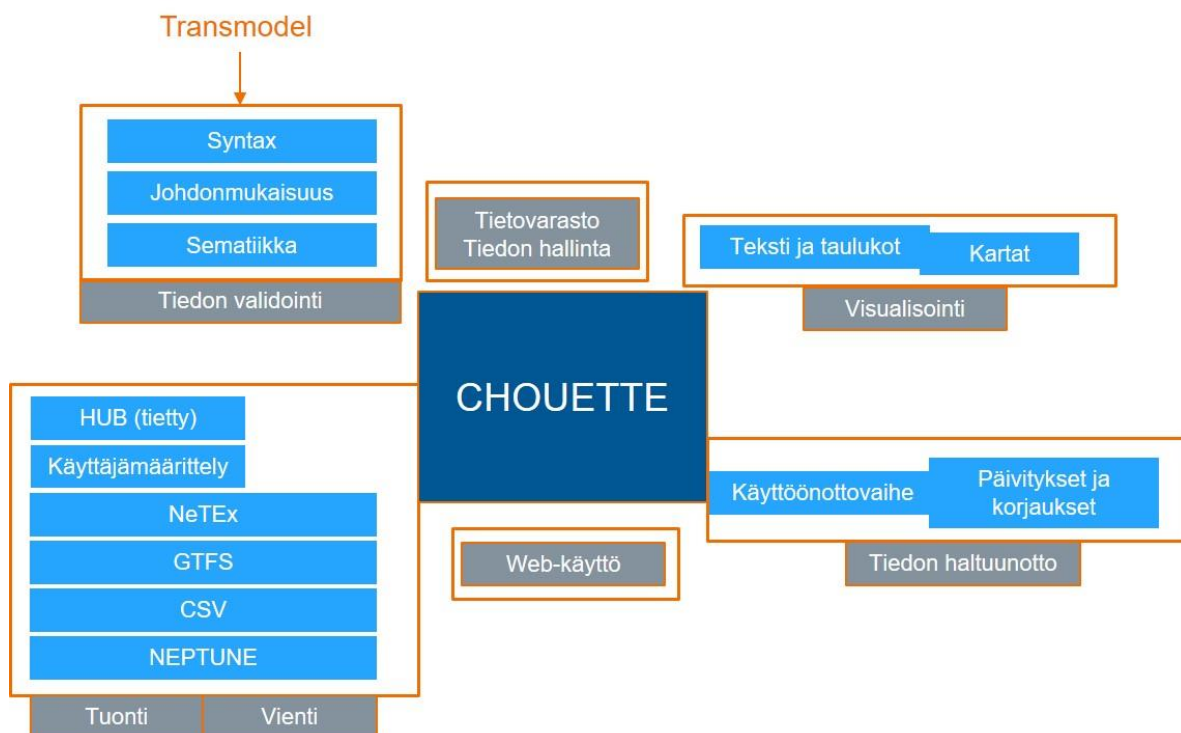 Transmodel
Syntax
Johdonmukaisuus
Sematiikka
Tiedon validointi
Tietovarasto
Tiedon hallinta
Teksti ja taulukot
Kartat
Visualisointi
CHOUETTE
HUB (tietty)
Käyttäjämäärittely
NeTEx
GTFS
CSV
NEPTUNE
Tuonti
Vienti
Web-käyttö
Käyttöönottovaihe
Päivitykset ja
korjaukset
Tiedon haltuunotto